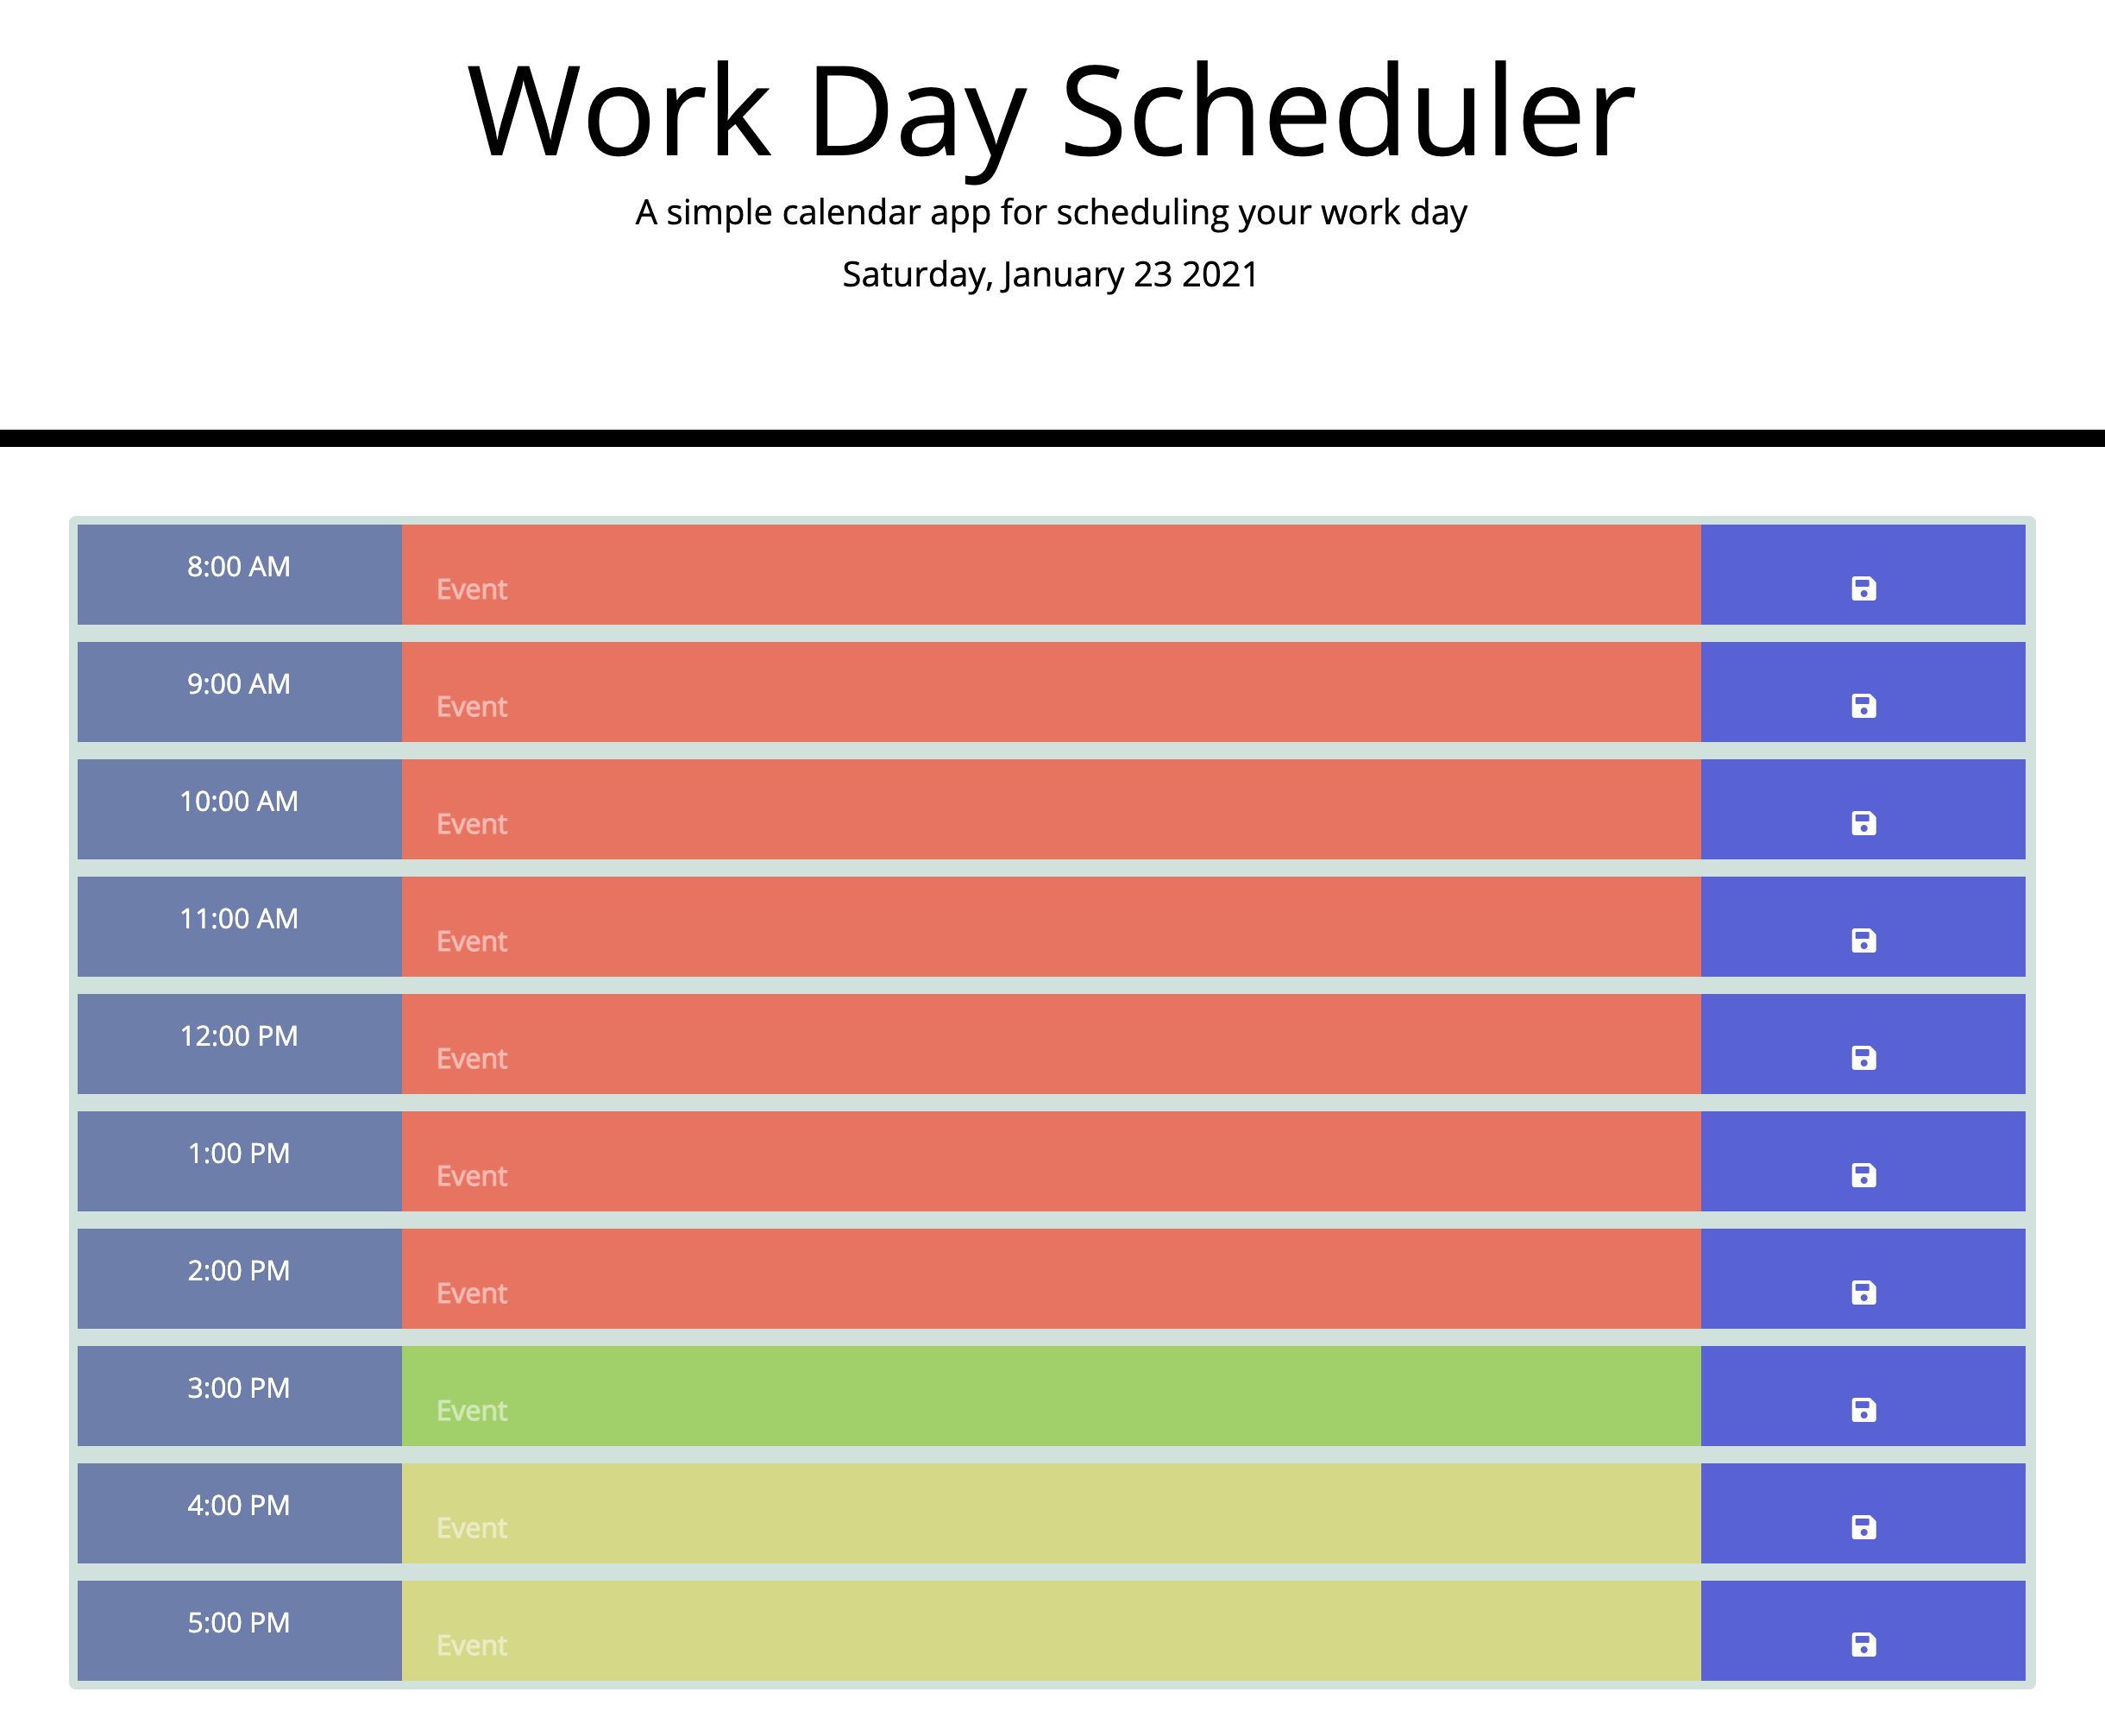 Work Day Scheduler
A simple calendar app for scheduling your work day
Saturday, January 23 2021
8:00 AM
Event
9:00 AM
Event
10:00 AM
Event
11:00 AM
Event
12:00 PM
Event
1:00 PM
Event
2:00 PM
Event
3:00 PM
Event
4:00 PM
Event
5:00 PM
Event